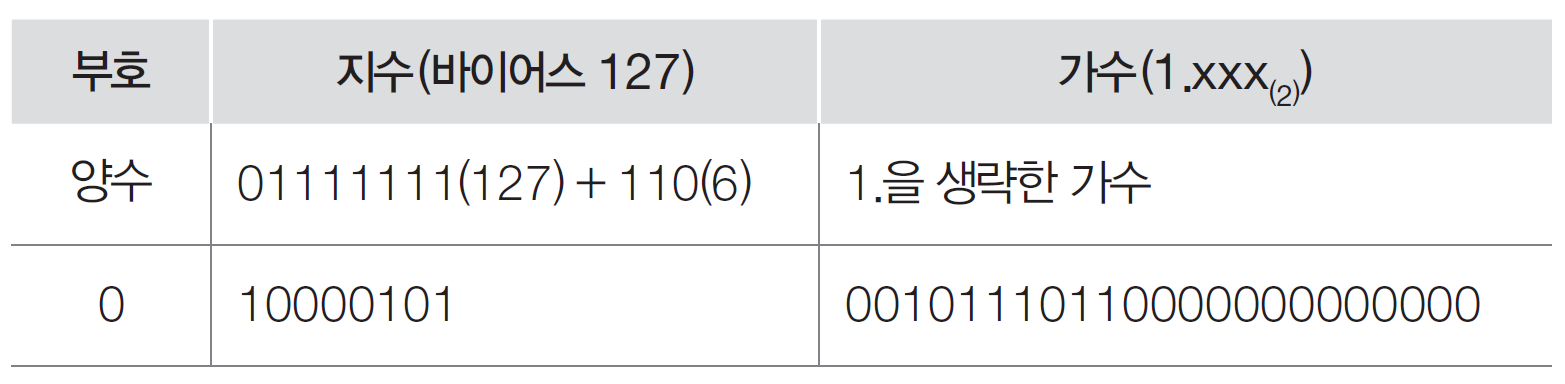 부호 지수(바이어스 127) 가수(1.xxx(2))
양수 01111111(127) + 110(6) 1.을 생략한 가수
0 10000101 00101110110000000000000